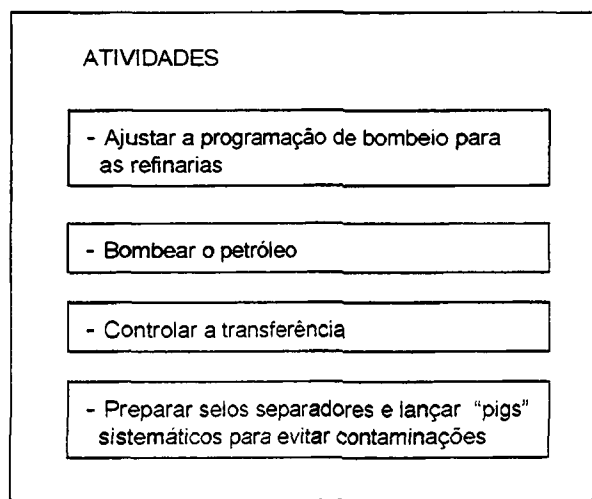 ATIVIDADES
- Ajustar a programação de bombeio para
as refinarias
- Bombear o petróleo
- Controlar a transferência
- Preparar selos separadores e lançar "pigs"
sistemáticos para evitar contaminações